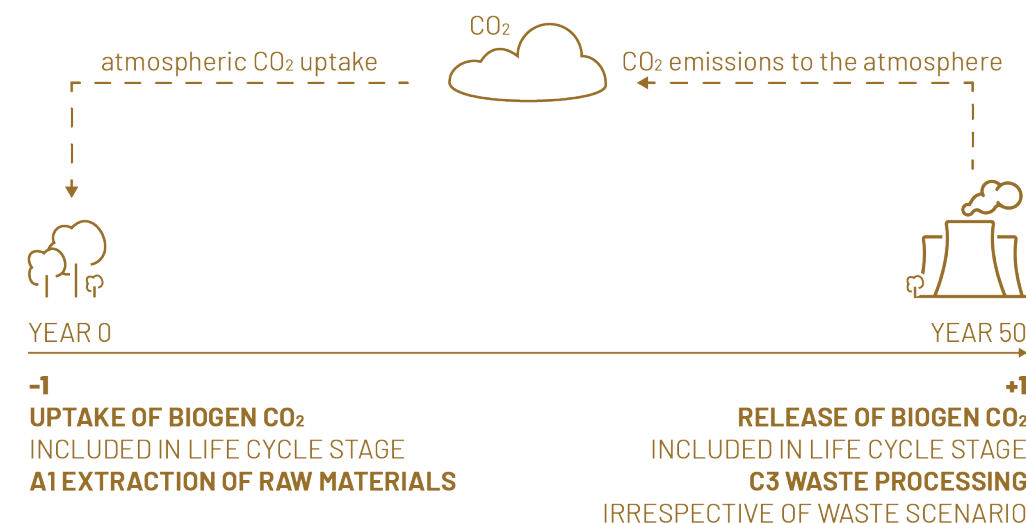 CO₂
atmospheric CO₂ uptake
CO₂ emissions to the atmosphere
YEAR 0
YEAR 50
-1
UPTAKE OF BIOGEN CO₂
INCLUDED IN LIFE CYCLE STAGE
A1 EXTRACTION OF RAW MATERIALS
+1
RELEASE OF BIOGEN CO₂
INCLUDED IN LIFE CYCLE STAGE
C3 WASTE PROCESSING
IRRESPECTIVE OF WASTE SCENARIO